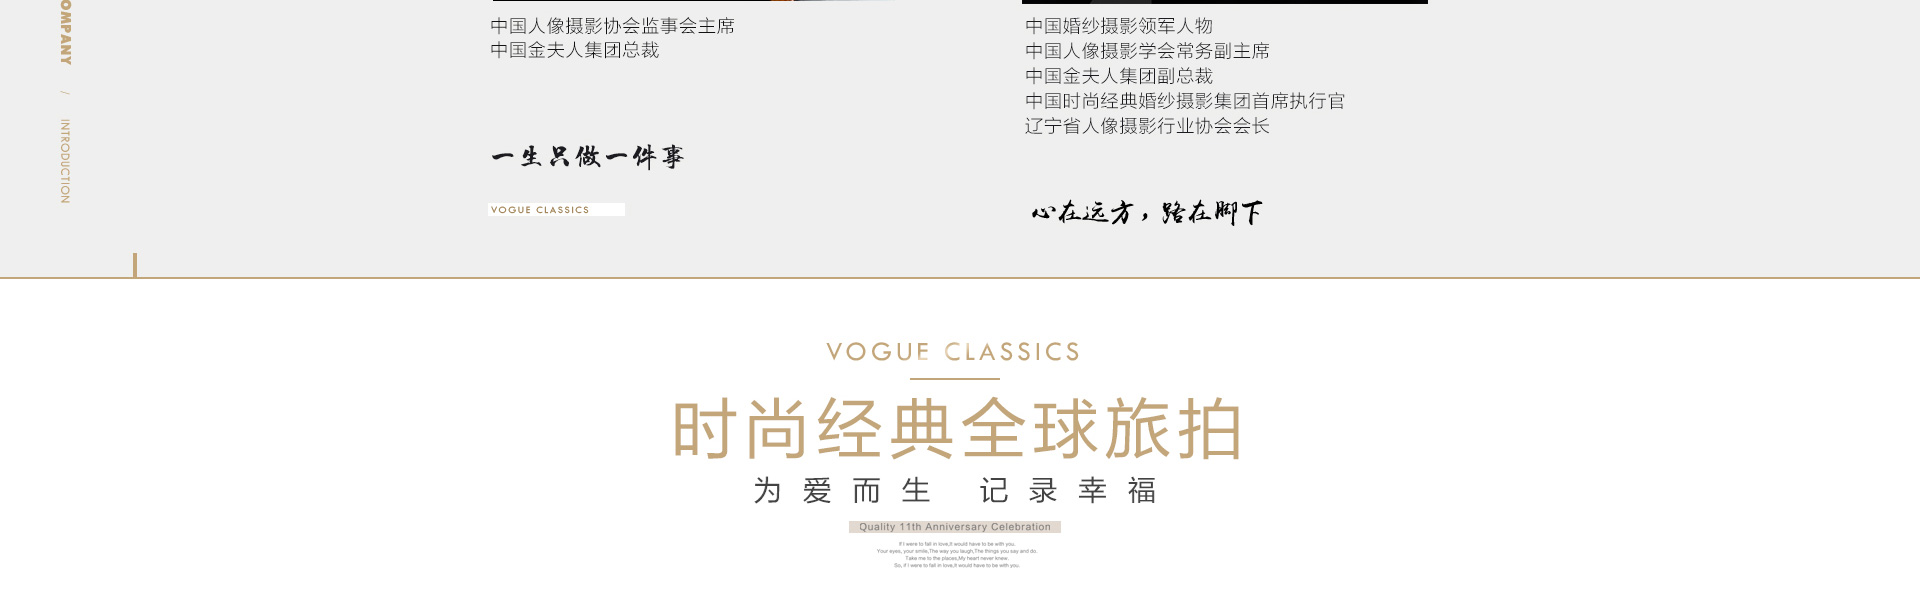 OMPANY / INTRODUCTION
中国人像摄影协会监事会主席
中国金夫人集团总裁
一生只做一件事
VOGUE CLASSICS
中国婚纱摄影领军人物
中国人像摄影学会常务副主席
中国金夫人集团副总裁
中国时尚经典婚纱摄影集团首席执行官
辽宁省人像摄影行业协会会长
心在远方，路在脚下
VOGUE CLASSICS
时尚经典全球旅拍
为爱而生 记录幸福
Quality 11th Anniversary Celebration
If I were to fall in love,It would have to be with you.
Your eyes, your smile,The way you laugh,The things you say and do.
Take me to the places,My heart never knew.
So, if I were to fall in love,It would have to be with you.